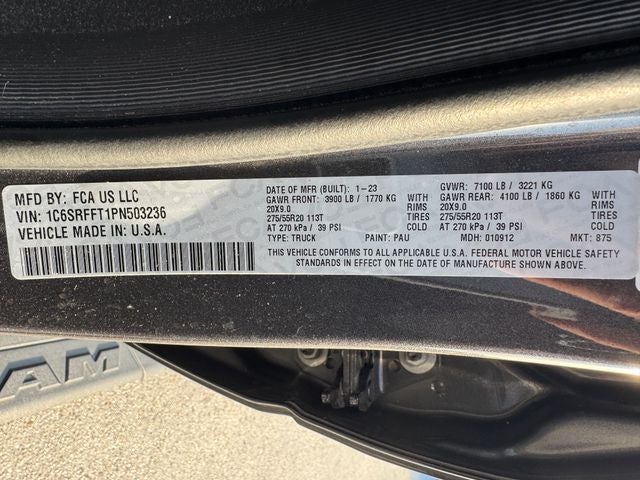 MFD BY: FCA US LLC
VIN: 1C6SRFFT1PN503236
VEHICLE MADE IN: U.S.A.
DATE OF MFR (BUILT): 1-23 GVWR: 7100 LB / 3221 KG
GAWR FRONT: 3900 LB / 1770 KG WITH GAWR REAR: 4100 LB / 1860 KG WITH
20X9.0 RIMS 20X9.0 RIMS
275/55R20 113T TIRES 275/55R20 113T TIRES
AT 270 kPa / 39 PSI COLD AT 270 kPa / 39 PSI COLD
TYPE: TRUCK PAINT: PAU MDH: 010912 MKT: 875
THIS VEHICLE CONFORMS TO ALL APPLICABLE U.S.A. FEDERAL MOTOR VEHICLE SAFETY
STANDARDS IN EFFECT ON THE DATE OF MANUFACTURE SHOWN ABOVE.
RAM